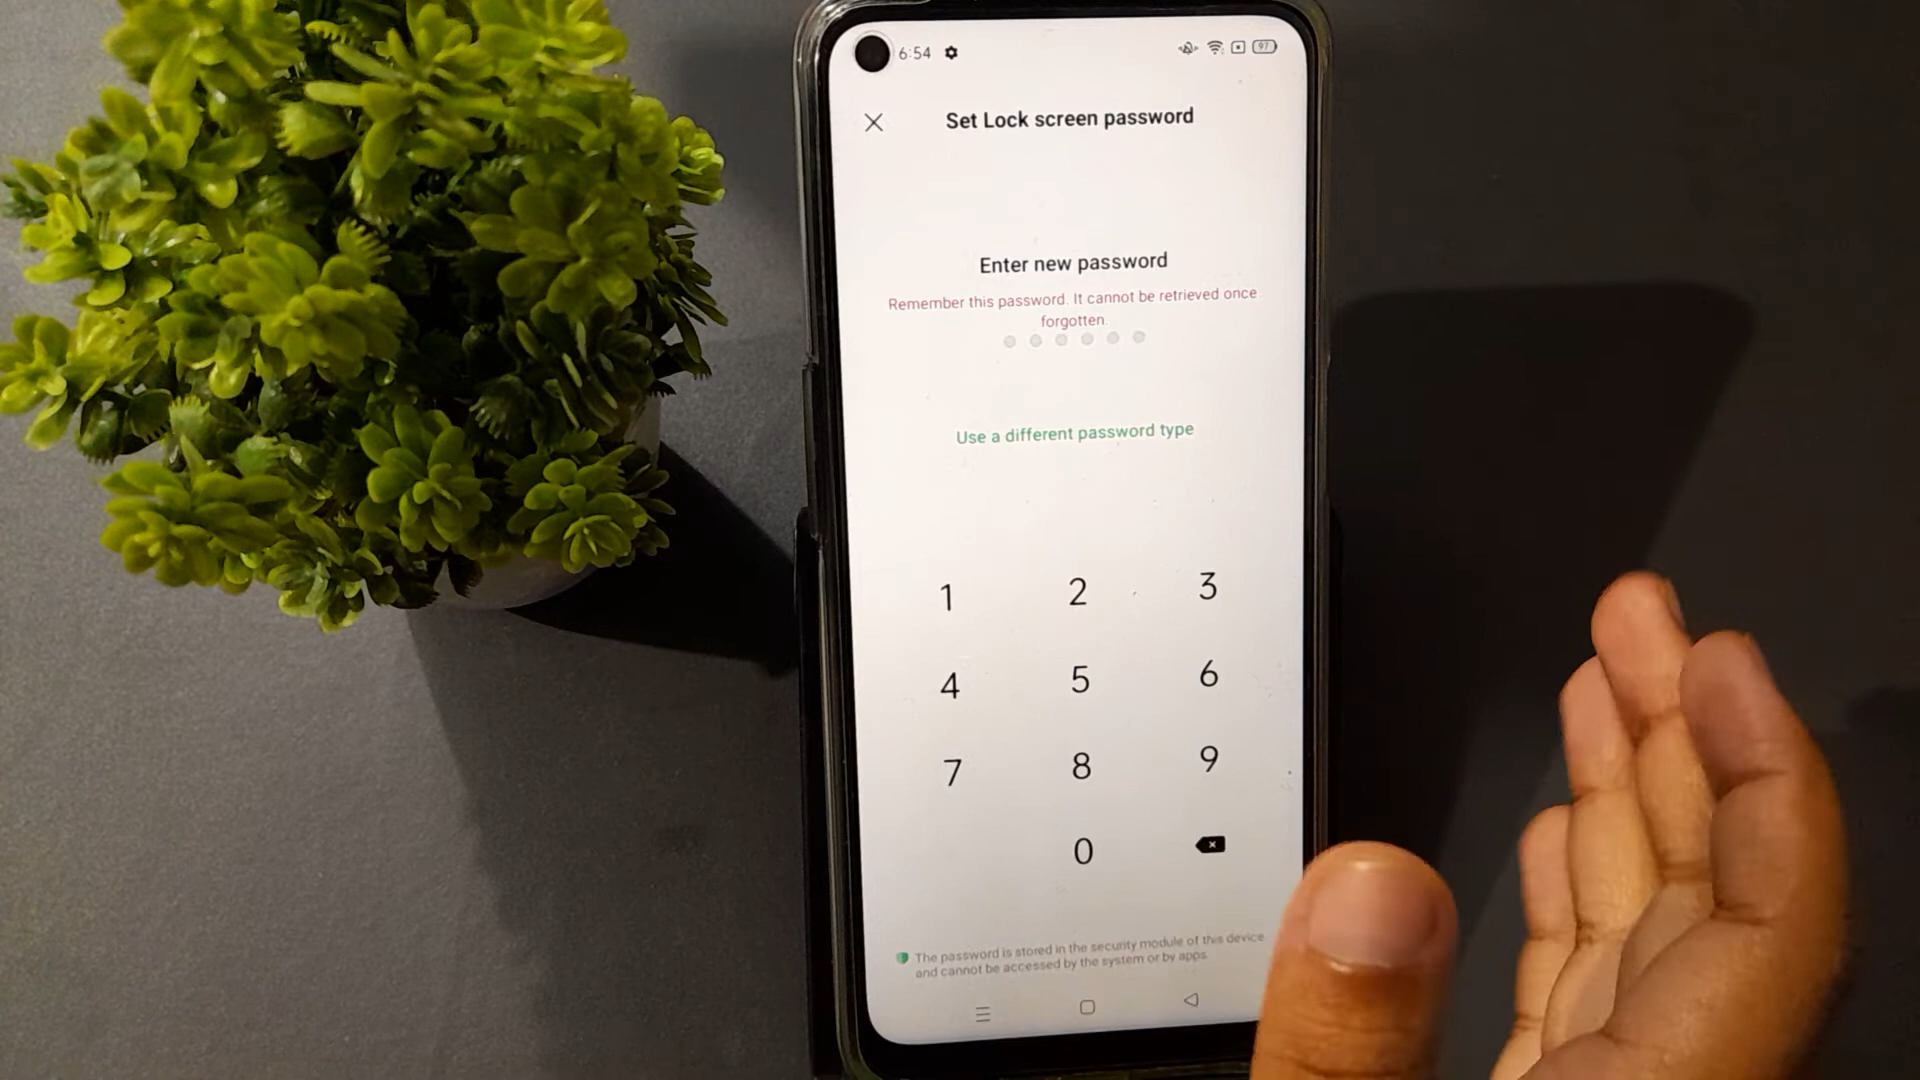 6:54
97
Set Lock screen password
Enter new password
Remember this password. It cannot be retrieved once
forgotten.
Use a different password type
1 2 3
4 5 6
7 8 9
0
The password is stored in the security module of this device
and cannot be accessed by the system or by apps.